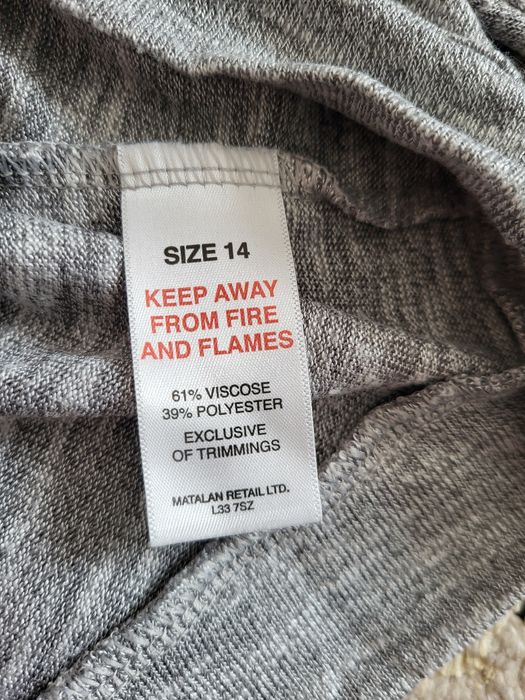 SIZE 14
KEEP AWAY
FROM FIRE
AND FLAMES
61% VISCOSE
39% POLYESTER
EXCLUSIVE
OF TRIMMINGS
MATALAN RETAIL LTD.
L33 7SZ